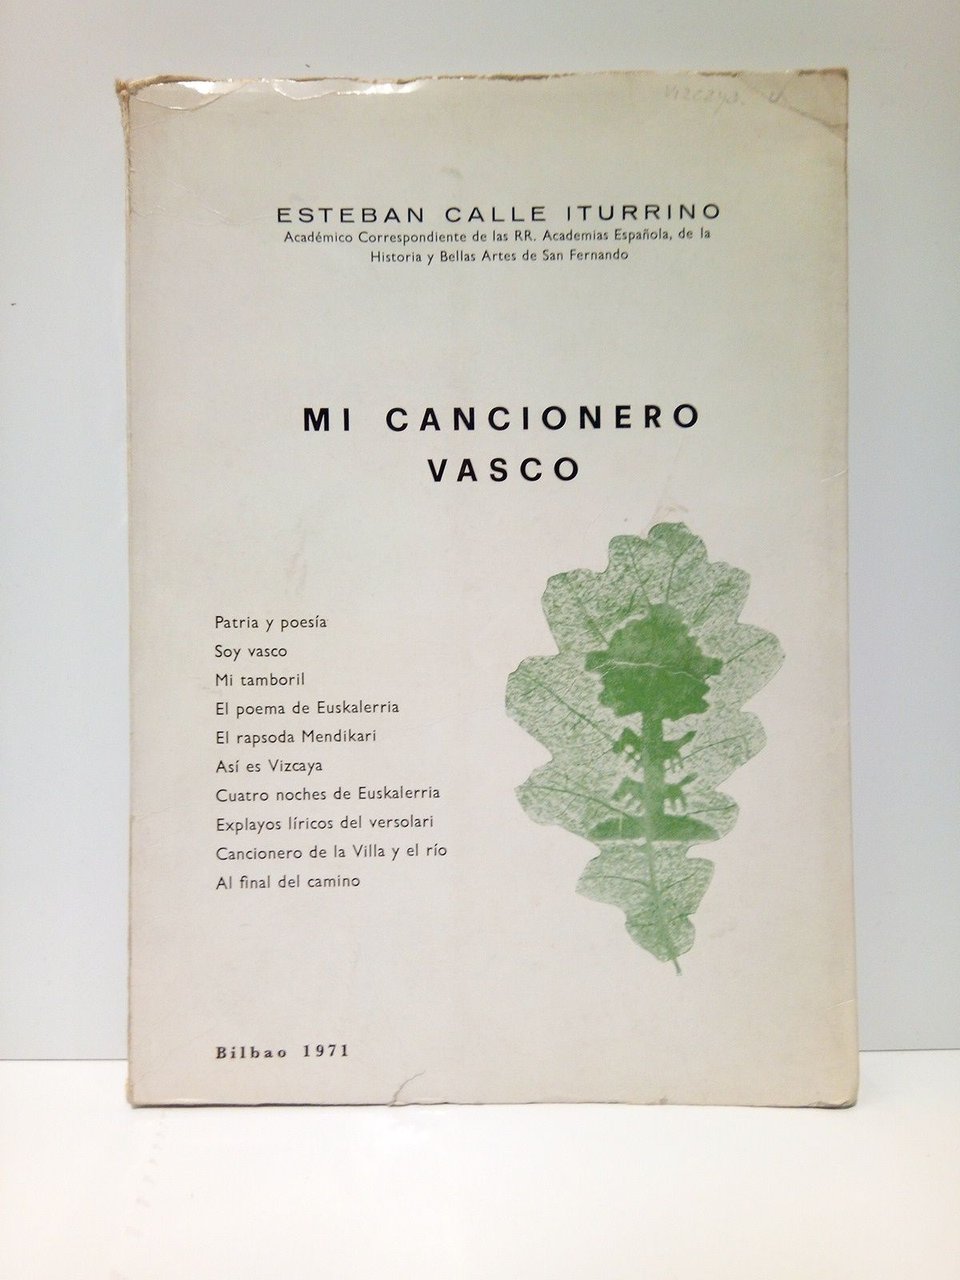 Vizcaya.
ESTEBAN CALLE ITURRINO
Académico Correspondiente de las RR. Academias Española, de la
Historia y Bellas Artes de San Fernando
MI CANCIONERO
VASCO
Patria y poesía
Soy vasco
Mi tamboril
El poema de Euskalerria
El rapsoda Mendikari
Así es Vizcaya
Cuatro noches de Euskalerria
Explayos líricos del versolari
Cancionero de la Villa y el río
Al final del camino
Bilbao 1971